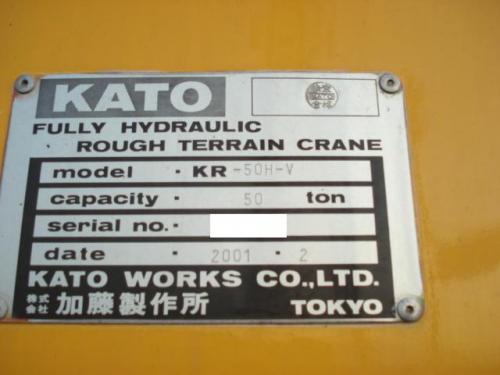 KATO
FULLY HYDRAULIC
ROUGH TERRAIN CRANE
model · KR -50H-V
capacity · 50 ton
serial no. ·
date · 2001 · 2
KATO WORKS CO.,LTD.
株式会社 加藤製作所 TOKYO